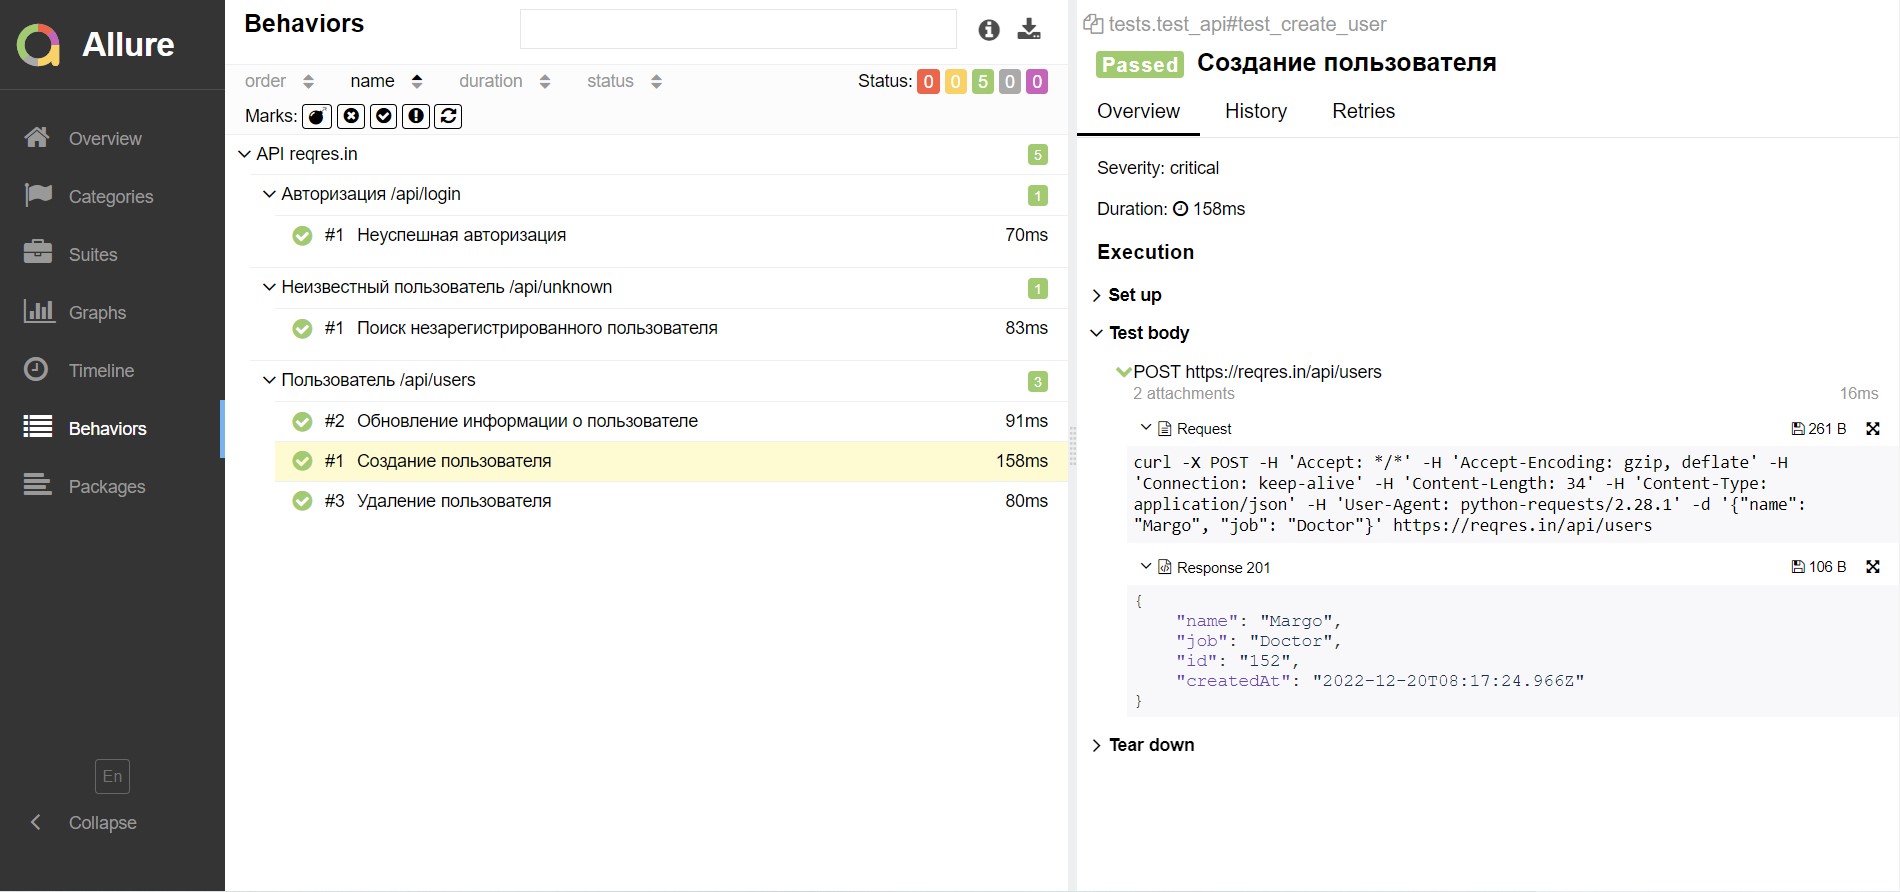 Allure
Overview
Categories
Suites
Graphs
Timeline
Behaviors
Packages
En
Collapse
Behaviors
order name duration status Status: 0 0 5 0 0
Marks:
API reqres.in 5
Авторизация /api/login 1
#1 Неуспешная авторизация 70ms
Неизвестный пользователь /api/unknown 1
#1 Поиск незарегистрированного пользователя 83ms
Пользователь /api/users 3
#2 Обновление информации о пользователе 91ms
#1 Создание пользователя 158ms
#3 Удаление пользователя 80ms
tests.test_api#test_create_user
Passed Создание пользователя
Overview History Retries
Severity: critical
Duration: 158ms
Execution
Set up
Test body
POST https://reqres.in/api/users
2 attachments 16ms
Request 261 B
curl -X POST -H 'Accept: */*' -H 'Accept-Encoding: gzip, deflate' -H
'Connection: keep-alive' -H 'Content-Length: 34' -H 'Content-Type:
application/json' -H 'User-Agent: python-requests/2.28.1' -d '{"name":
"Margo", "job": "Doctor"}' https://reqres.in/api/users
Response 201 106 B
{
"name": "Margo",
"job": "Doctor",
"id": "152",
"createdAt": "2022-12-20T08:17:24.966Z"
}
Tear down